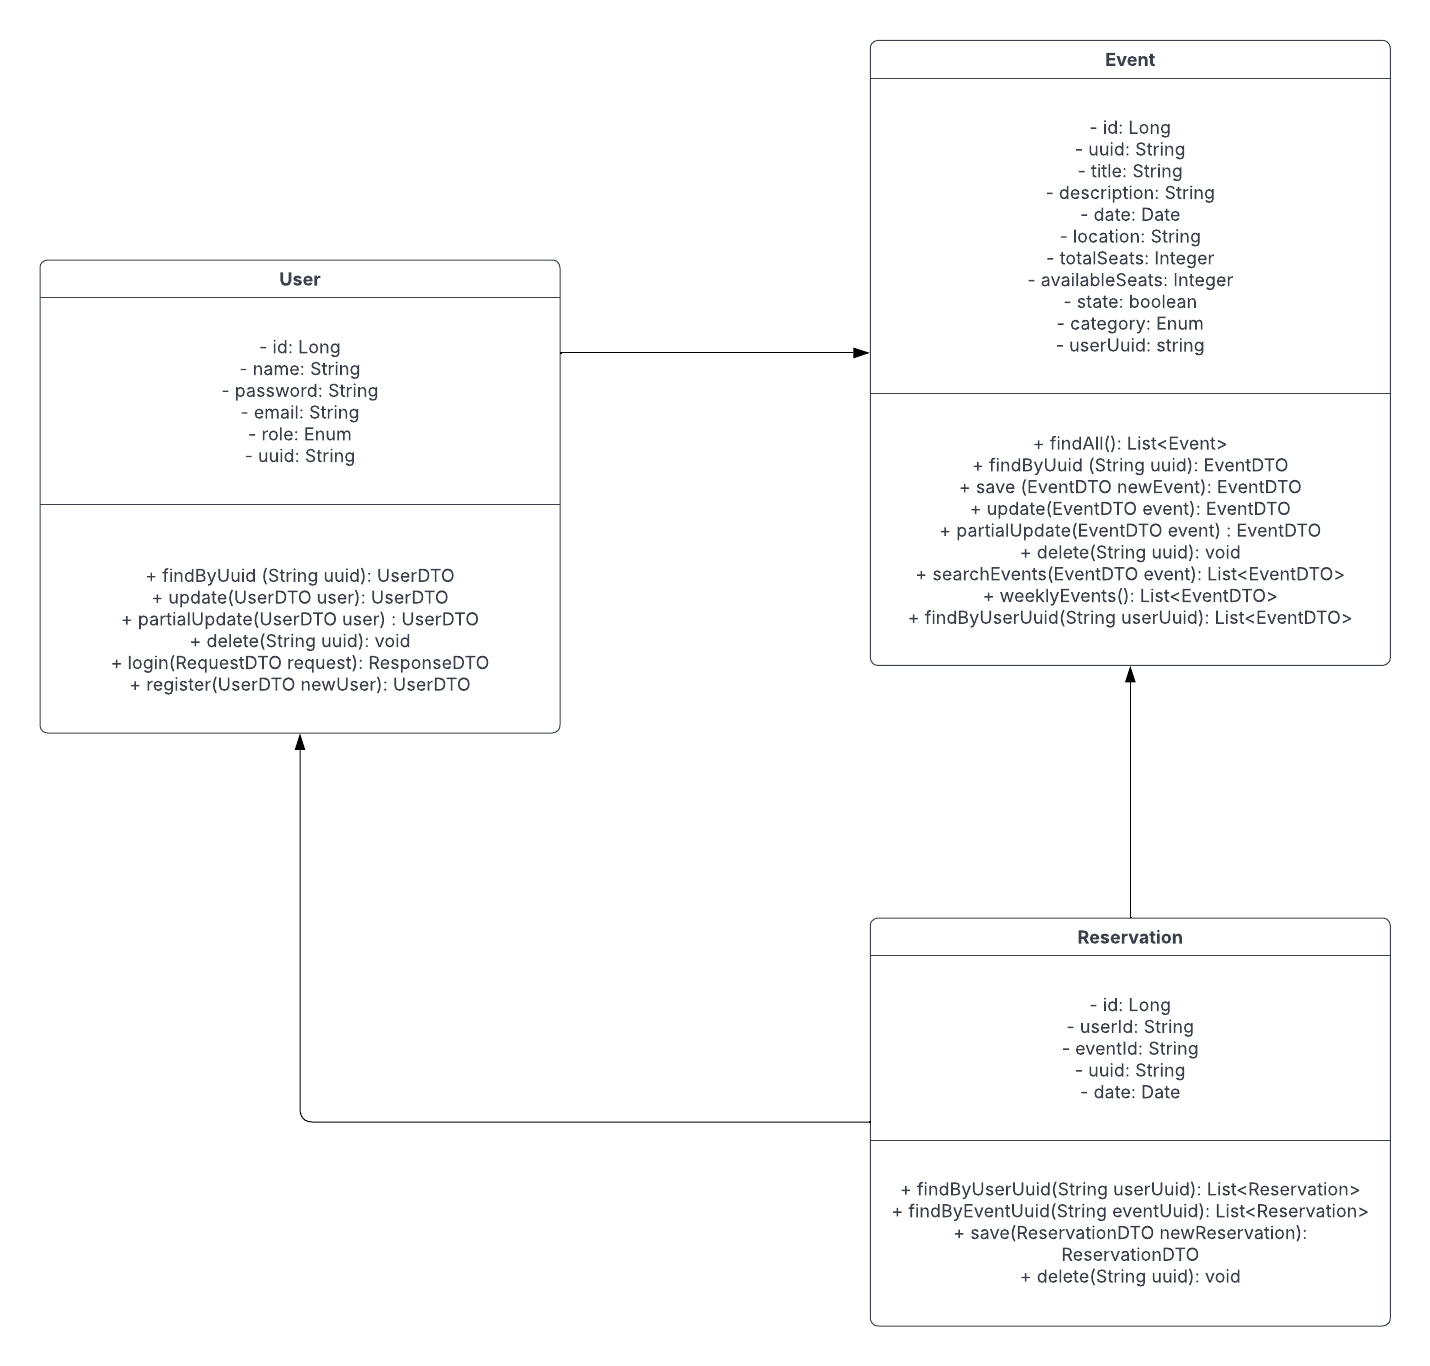 Event
- id: Long
- uuid: String
- title: String
- description: String
- date: Date
- location: String
- totalSeats: Integer
- availableSeats: Integer
- state: boolean
- category: Enum
- userUuid: string
+ findAll(): List<Event>
+ findByUuid (String uuid): EventDTO
+ save (EventDTO newEvent): EventDTO
+ update(EventDTO event): EventDTO
+ partialUpdate(EventDTO event) : EventDTO
+ delete(String uuid): void
+ searchEvents(EventDTO event): List<EventDTO>
+ weeklyEvents(): List<EventDTO>
+ findByUserUuid(String userUuid): List<EventDTO>
User
- id: Long
- name: String
- password: String
- email: String
- role: Enum
- uuid: String
+ findByUuid (String uuid): UserDTO
+ update(UserDTO user): UserDTO
+ partialUpdate(UserDTO user) : UserDTO
+ delete(String uuid): void
+ login(RequestDTO request): ResponseDTO
+ register(UserDTO newUser): UserDTO
Reservation
- id: Long
- userId: String
- eventId: String
- uuid: String
- date: Date
+ findByUserUuid(String userUuid): List<Reservation>
+ findByEventUuid(String eventUuid): List<Reservation>
+ save(ReservationDTO newReservation):
ReservationDTO
+ delete(String uuid): void